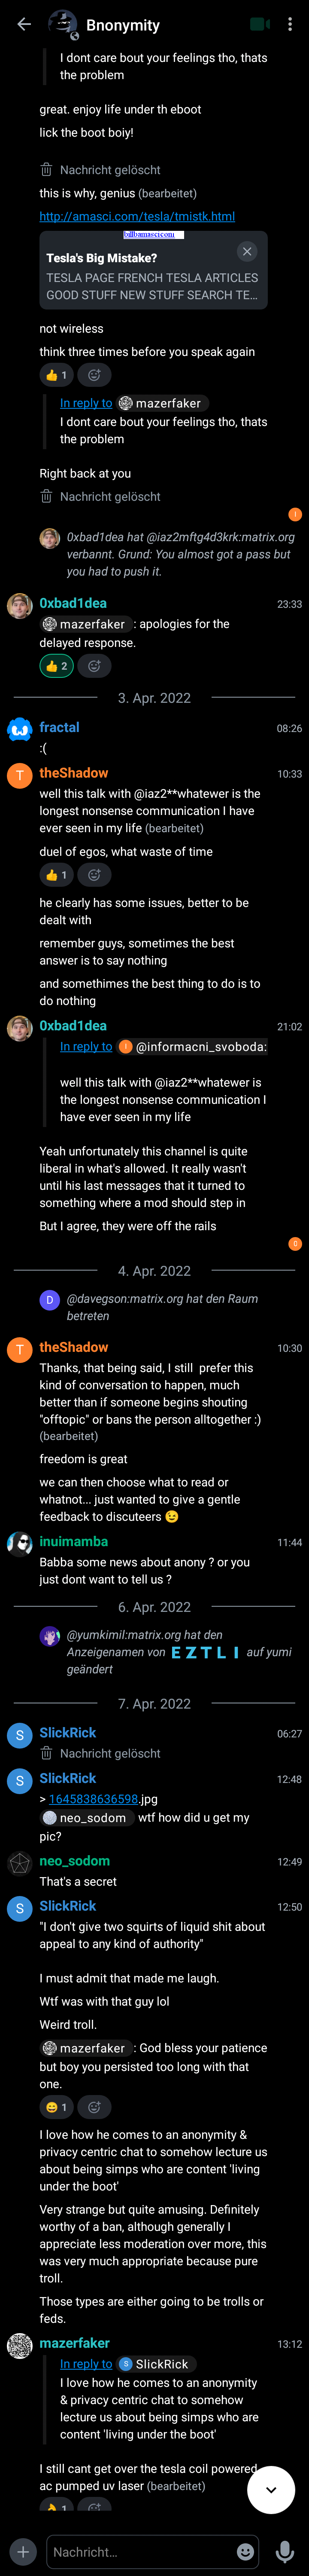 Bnonymity
I dont care bout your feelings tho, thats
the problem
great. enjoy life under th eboot
lick the boot boiy!
Nachricht gelöscht
this is why, genius (bearbeitet)
http://amasci.com/tesla/tmistk.html
Tesla's Big Mistake?
TESLA PAGE FRENCH TESLA ARTICLES
GOOD STUFF NEW STUFF SEARCH TE...
not wireless
think three times before you speak again
👍 1
In reply to mazerfaker
I dont care bout your feelings tho, thats
the problem
Right back at you
Nachricht gelöscht
I
0xbad1dea hat @iaz2mftg4d3krk:matrix.org
verbannt. Grund: You almost got a pass but
you had to push it.
0xbad1dea 23:33
mazerfaker : apologies for the
delayed response.
👍 2
3. Apr. 2022
fractal 08:26
:(
T theShadow 10:33
well this talk with @iaz2**whatewer is the
longest nonsense communication I have
ever seen in my life (bearbeitet)
duel of egos, what waste of time
👍 1
he clearly has some issues, better to be
dealt with
remember guys, sometimes the best
answer is to say nothing
and somethimes the best thing to do is to
do nothing
0xbad1dea 21:02
In reply to I @informacni_svoboda:
well this talk with @iaz2**whatewer is
the longest nonsense communication I
have ever seen in my life
Yeah unfortunately this channel is quite
liberal in what's allowed. It really wasn't
until his last messages that it turned to
something where a mod should step in
But I agree, they were off the rails
G
4. Apr. 2022
D @davegson:matrix.org hat den Raum
betreten
T theShadow 10:30
Thanks, that being said, I still  prefer this
kind of conversation to happen, much
better than if someone begins shouting
"offtopic" or bans the person alltogether :)
(bearbeitet)
freedom is great
we can then choose what to read or
whatnot... just wanted to give a gentle
feedback to discuteers 😉
inuimamba 11:44
Babba some news about anony ? or you
just dont want to tell us ?
6. Apr. 2022
@yumkimil:matrix.org hat den
Anzeigenamen von E Z T L I auf yumi
geändert
7. Apr. 2022
S SlickRick 06:27
Nachricht gelöscht
S SlickRick 12:48
> 1645838636598.jpg
neo_sodom wtf how did u get my
pic?
neo_sodom 12:49
That's a secret
S SlickRick 12:50
"I don't give two squirts of liquid shit about
appeal to any kind of authority"
I must admit that made me laugh.
Wtf was with that guy lol
Weird troll.
mazerfaker : God bless your patience
but boy you persisted too long with that
one.
😄 1
I love how he comes to an anonymity &
privacy centric chat to somehow lecture us
about being simps who are content 'living
under the boot'
Very strange but quite amusing. Definitely
worthy of a ban, although generally I
appreciate less moderation over more, this
was very much appropriate because pure
troll.
Those types are either going to be trolls or
feds.
mazerfaker 13:12
In reply to S SlickRick
I love how he comes to an anonymity
& privacy centric chat to somehow
lecture us about being simps who are
content 'living under the boot'
I still cant get over the tesla coil powered
ac pumped uv laser (bearbeitet)
👌 1
Nachricht...